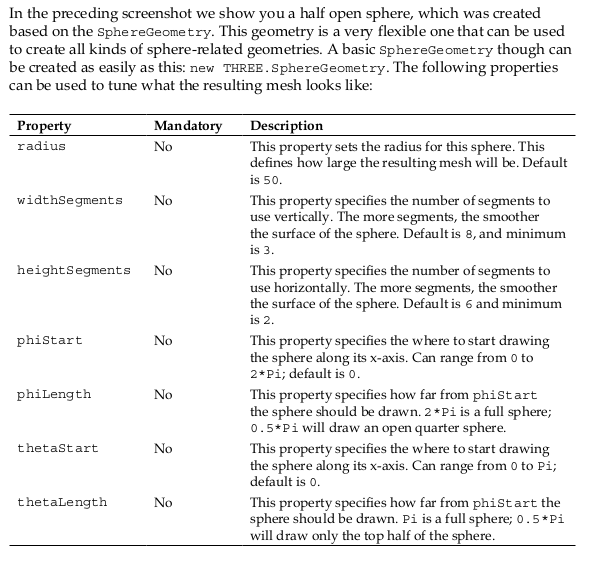 In the preceding screenshot we show you a half open sphere, which was created
based on the SphereGeometry. This geometry is a very flexible one that can be used
to create all kinds of sphere-related geometries. A basic SphereGeometry though can
be created as easily as this: new THREE.SphereGeometry. The following properties
can be used to tune what the resulting mesh looks like:
Property Mandatory Description
radius No This property sets the radius for this sphere. This
defines how large the resulting mesh will be. Default
is 50.
widthSegments No This property specifies the number of segments to
use vertically. The more segments, the smoother
the surface of the sphere. Default is 8, and minimum
is 3.
heightSegments No This property specifies the number of segments to
use horizontally. The more segments, the smoother
the surface of the sphere. Default is 6 and minimum
is 2.
phiStart No This property specifies the where to start drawing
the sphere along its x-axis. Can range from 0 to
2*Pi; default is 0.
phiLength No This property specifies how far from phiStart
the sphere should be drawn. 2*Pi is a full sphere;
0.5*Pi will draw an open quarter sphere.
thetaStart No This property specifies the where to start drawing
the sphere along its x-axis. Can range from 0 to Pi;
default is 0.
thetaLength No This property specifies how far from phiStart the
sphere should be drawn. Pi is a full sphere; 0.5*Pi
will draw only the top half of the sphere.